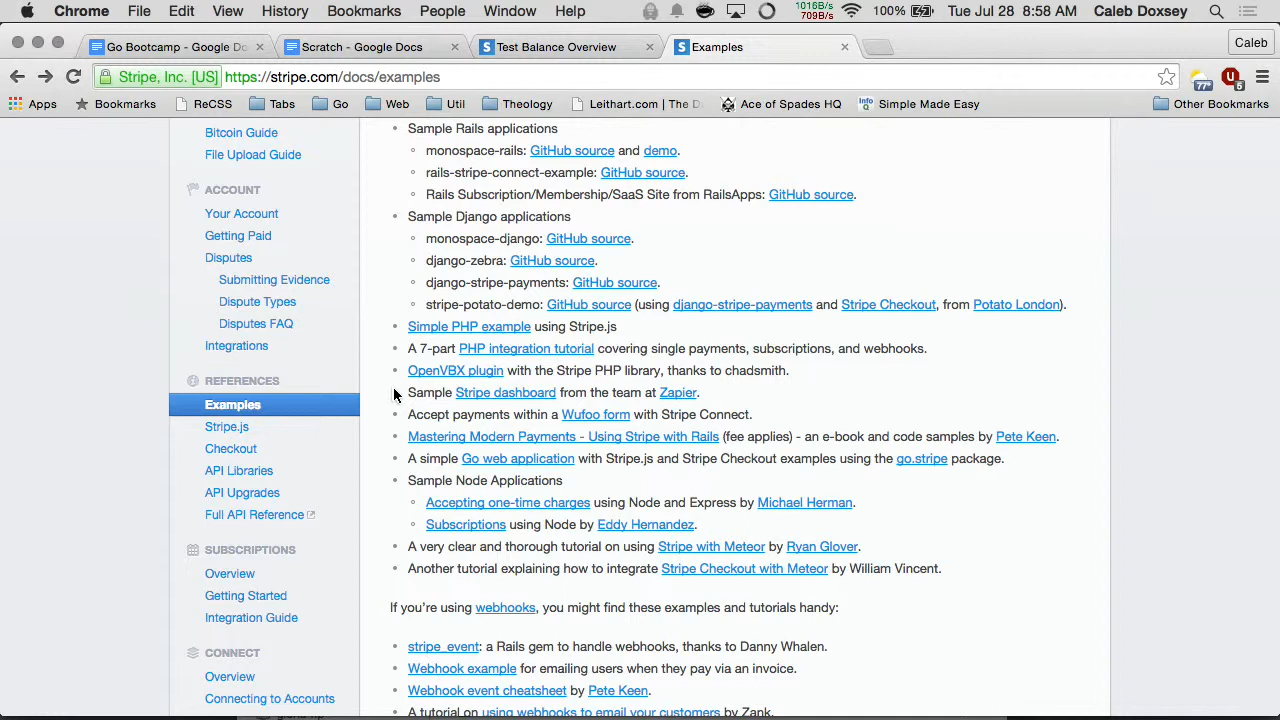 Chrome File Edit View History Bookmarks People Window Help 1016B/s 709B/s 100% Tue Jul 28 8:58 AM Caleb Doxsey
Go Bootcamp - Google Do Scratch - Google Docs Test Balance Overview Examples Caleb
Stripe, Inc. [US] https://stripe.com/docs/examples 77° 5
Apps Bookmarks ReCSS Tabs Go Web Util Theology Leithart.com | The D Ace of Spades HQ Simple Made Easy Other Bookmarks
Bitcoin Guide
File Upload Guide
ACCOUNT
Your Account
Getting Paid
Disputes
Submitting Evidence
Dispute Types
Disputes FAQ
Integrations
REFERENCES
Examples
Stripe.js
Checkout
API Libraries
API Upgrades
Full API Reference
SUBSCRIPTIONS
Overview
Getting Started
Integration Guide
CONNECT
Overview
Connecting to Accounts
Sample Rails applications
monospace-rails: GitHub source and demo.
rails-stripe-connect-example: GitHub source.
Rails Subscription/Membership/SaaS Site from RailsApps: GitHub source.
Sample Django applications
monospace-django: GitHub source.
django-zebra: GitHub source.
django-stripe-payments: GitHub source.
stripe-potato-demo: GitHub source (using django-stripe-payments and Stripe Checkout, from Potato London).
Simple PHP example using Stripe.js
A 7-part PHP integration tutorial covering single payments, subscriptions, and webhooks.
OpenVBX plugin with the Stripe PHP library, thanks to chadsmith.
Sample Stripe dashboard from the team at Zapier.
Accept payments within a Wufoo form with Stripe Connect.
Mastering Modern Payments - Using Stripe with Rails (fee applies) - an e-book and code samples by Pete Keen.
A simple Go web application with Stripe.js and Stripe Checkout examples using the go.stripe package.
Sample Node Applications
Accepting one-time charges using Node and Express by Michael Herman.
Subscriptions using Node by Eddy Hernandez.
A very clear and thorough tutorial on using Stripe with Meteor by Ryan Glover.
Another tutorial explaining how to integrate Stripe Checkout with Meteor by William Vincent.
If you're using webhooks, you might find these examples and tutorials handy:
stripe_event: a Rails gem to handle webhooks, thanks to Danny Whalen.
Webhook example for emailing users when they pay via an invoice.
Webhook event cheatsheet by Pete Keen.
A tutorial on using webhooks to email your customers by Zank.